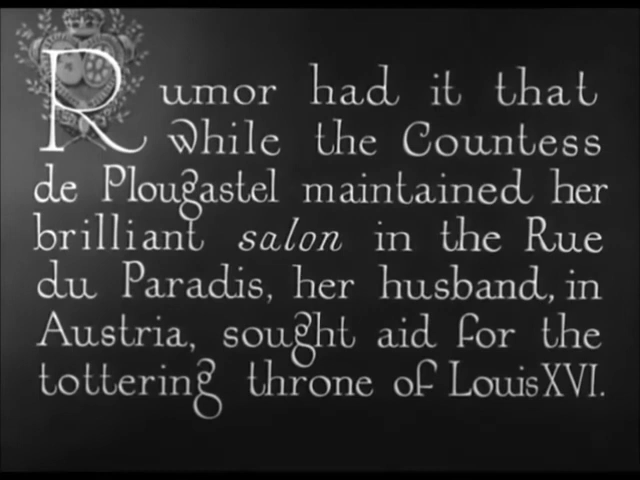 Rumor had it that
while the Countess
de Plougastel maintained her
brilliant salon in the Rue
du Paradis, her husband, in
Austria, sought aid for the
tottering throne of Louis XVI.